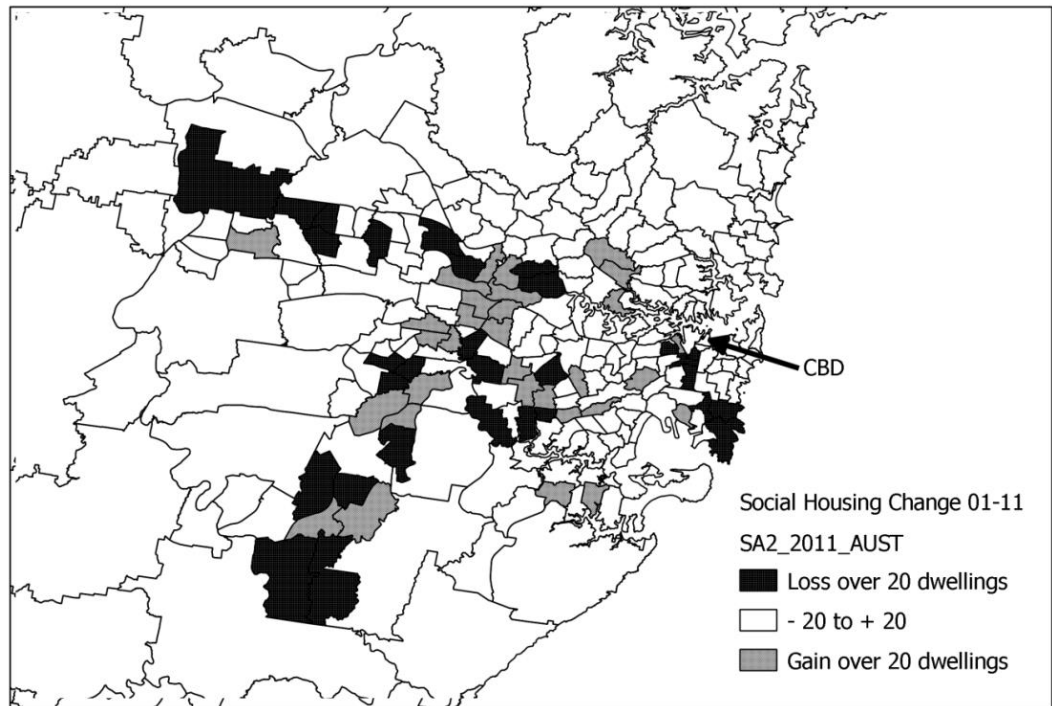 CBD
Social Housing Change 01-11
SA2_2011_AUST
Loss over 20 dwellings
- 20 to + 20
Gain over 20 dwellings